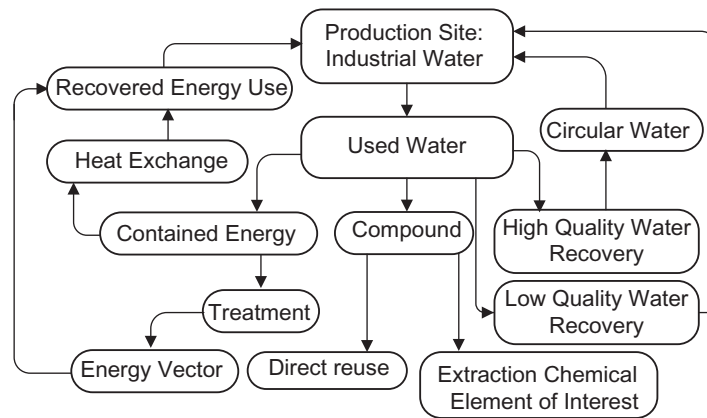 Production Site:
Industrial Water
Recovered Energy Use
Circular Water
Used Water
Heat Exchange
Contained Energy
Compound
High Quality Water
Recovery
Treatment
Low Quality Water
Recovery
Energy Vector
Direct reuse
Extraction Chemical
Element of Interest